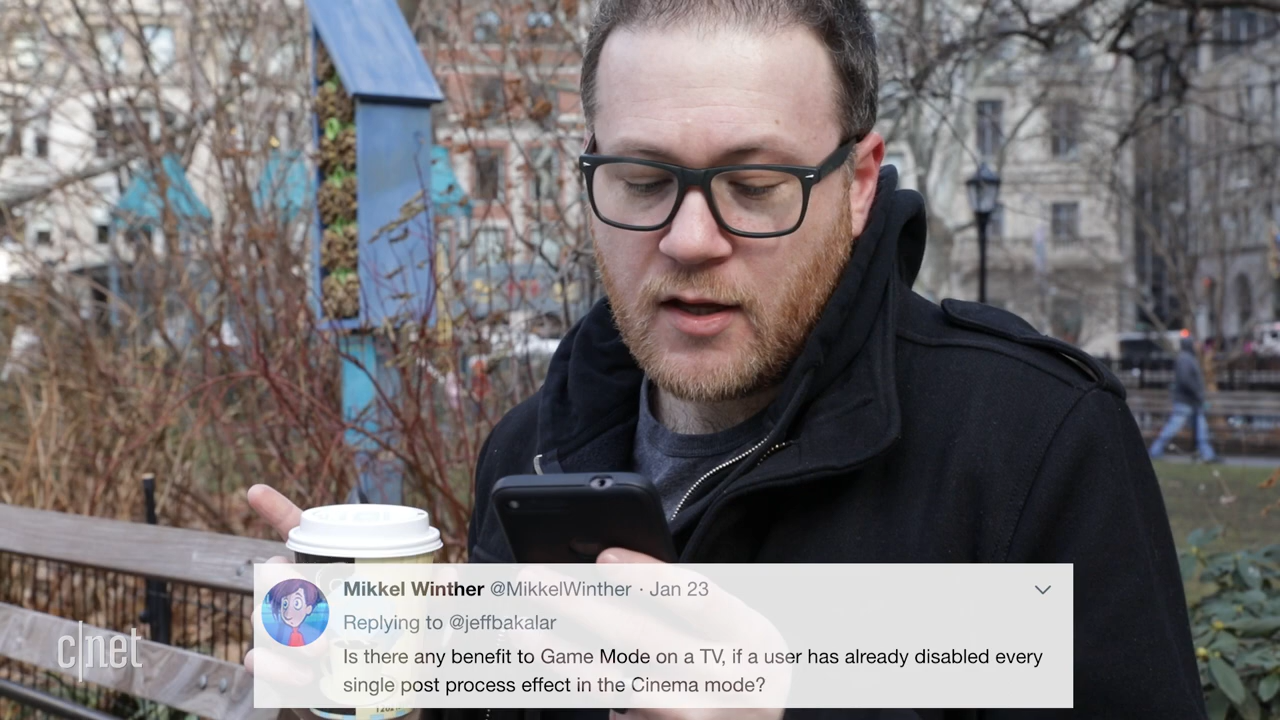 Mikkel Winther @MikkelWinther · Jan 23
Replying to @jeffbakalar
Is there any benefit to Game Mode on a TV, if a user has already disabled every
single post process effect in the Cinema mode?
c|net